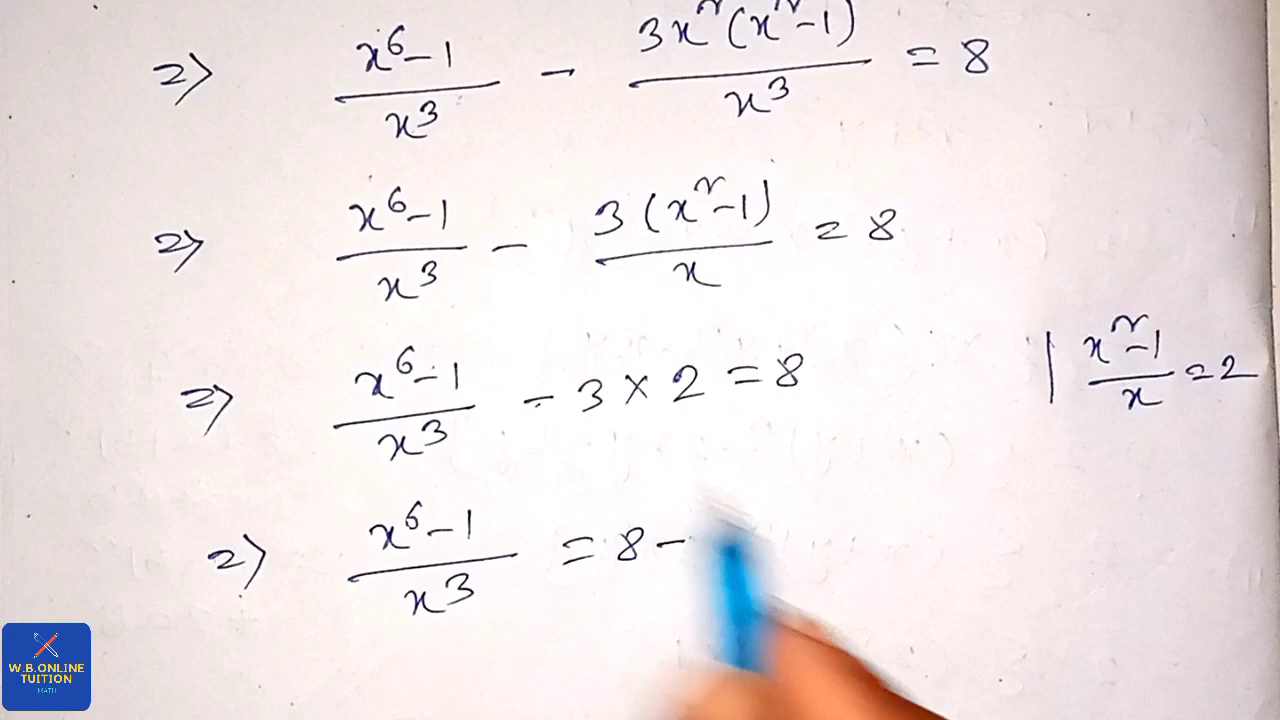 => x⁶-1/x³ - 3x²(x²-1)/x³ = 8
=> x⁶-1/x³ - 3(x²-1)/x = 8
=> x⁶-1/x³ - 3×2 = 8 | x²-1/x = 2
=> x⁶-1/x³ = 8-
W.B.ONLINE
TUITION
MATH